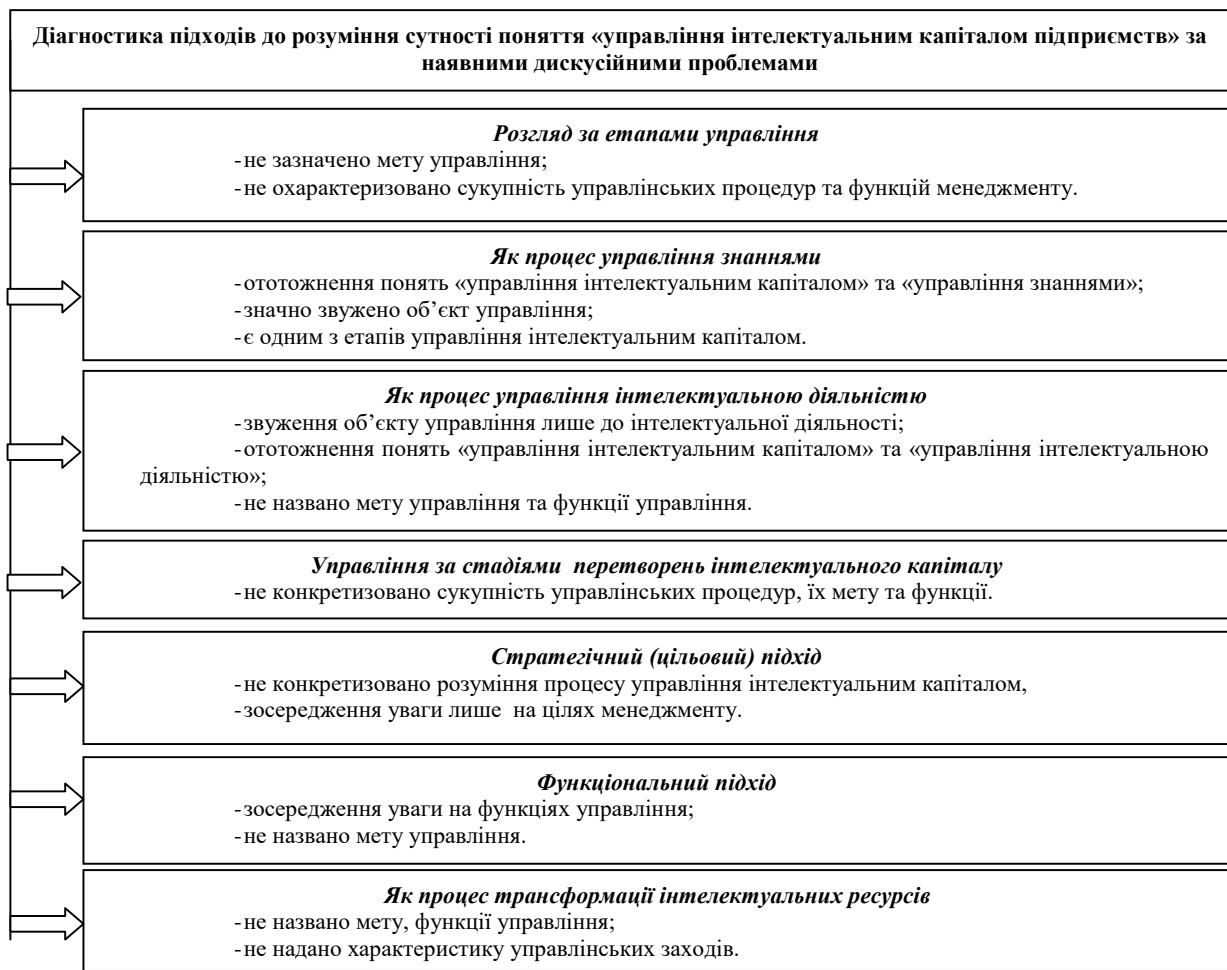 Діагностика підходів до розуміння сутності поняття «управління інтелектуальним капіталом підприємств» за
наявними дискусійними проблемами
Розгляд за етапами управління
-не зазначено мету управління;
-не охарактеризовано сукупність управлінських процедур та функцій менеджменту.
Як процес управління знаннями
-ототожнення понять «управління інтелектуальним капіталом» та «управління знаннями»;
-значно звужено об’єкт управління;
-є одним з етапів управління інтелектуальним капіталом.
Як процес управління інтелектуальною діяльністю
-звуження об’єкту управління лише до інтелектуальної діяльності;
-ототожнення понять «управління інтелектуальним капіталом» та «управління інтелектуальною
діяльністю»;
-не названо мету управління та функції управління.
Управління за стадіями перетворень інтелектуального капіталу
-не конкретизовано сукупність управлінських процедур, їх мету та функції.
Стратегічний (цільовий) підхід
-не конкретизовано розуміння процесу управління інтелектуальним капіталом,
-зосередження уваги лише на цілях менеджменту.
Функціональний підхід
-зосередження уваги на функціях управління;
-не названо мету управління.
Як процес трансформації інтелектуальних ресурсів
-не названо мету, функції управління;
-не надано характеристику управлінських заходів.